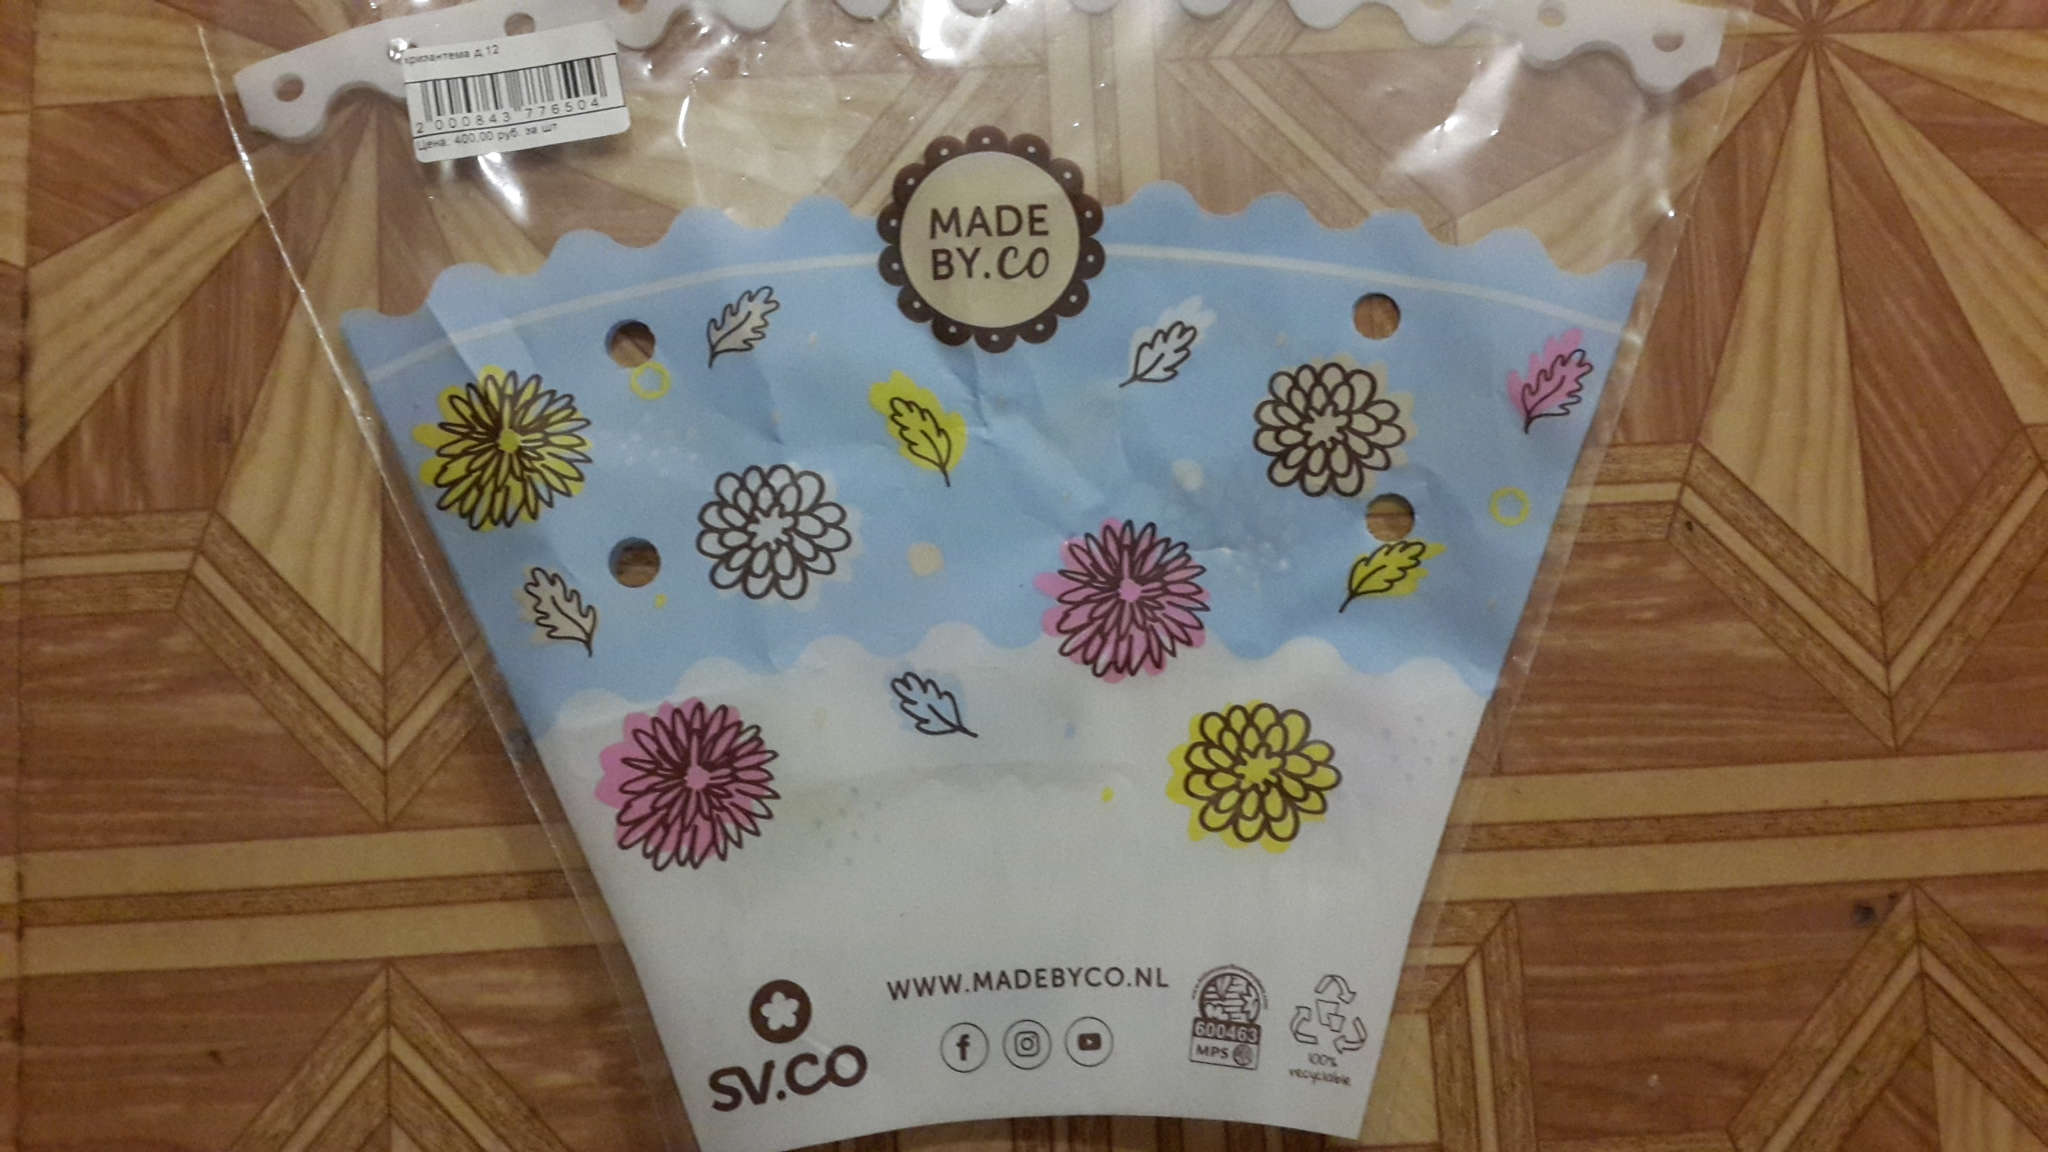 хризантема д.12
2 000843 776504
Цена: 400,00 руб. за шт
MADE
BY.CO
WWW.MADEBYCO.NL
SV.CO
600463
MPS
100%
recyclable